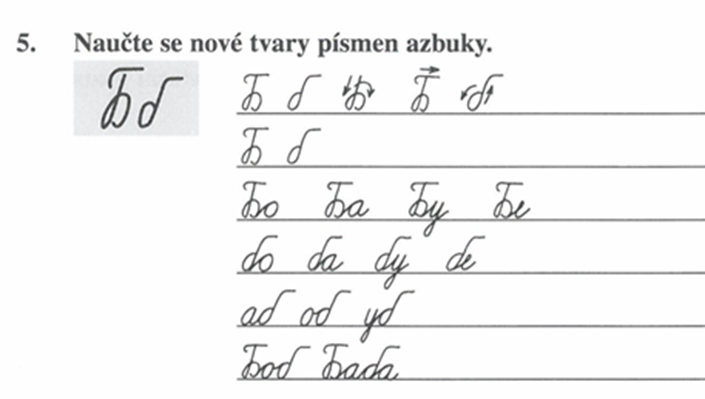 5. Naučte se nové tvary písmen azbuky.
Б б Б б Б Б б
Б б
Бо Ба Бу Бе
бо ба бу бе
аб об уб
Боб Баба